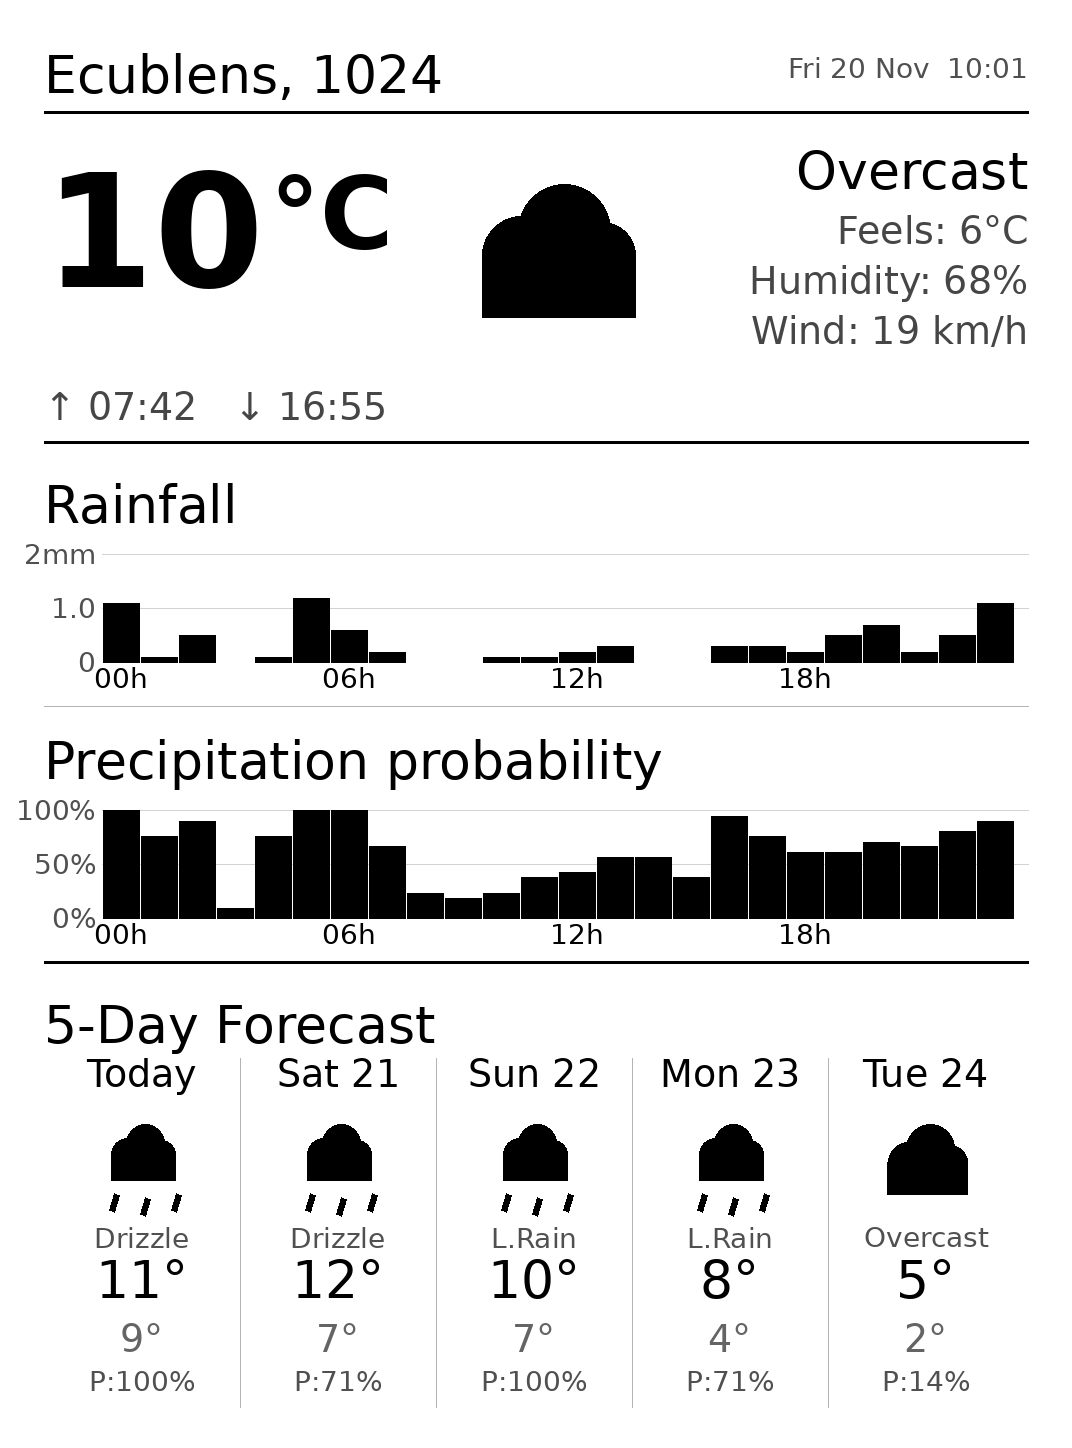 Ecublens, 1024
Fri 20 Nov  10:01
10°C
Overcast
Feels: 6°C
Humidity: 68%
Wind: 19 km/h
↑ 07:42   ↓ 16:55
Rainfall
2mm
1.0
0
00h 06h 12h 18h
Precipitation probability
100%
50%
0%
00h 06h 12h 18h
5-Day Forecast
Today Sat 21 Sun 22 Mon 23 Tue 24
Drizzle Drizzle L.Rain L.Rain Overcast
11° 12° 10° 8° 5°
9° 7° 7° 4° 2°
P:100% P:71% P:100% P:71% P:14%